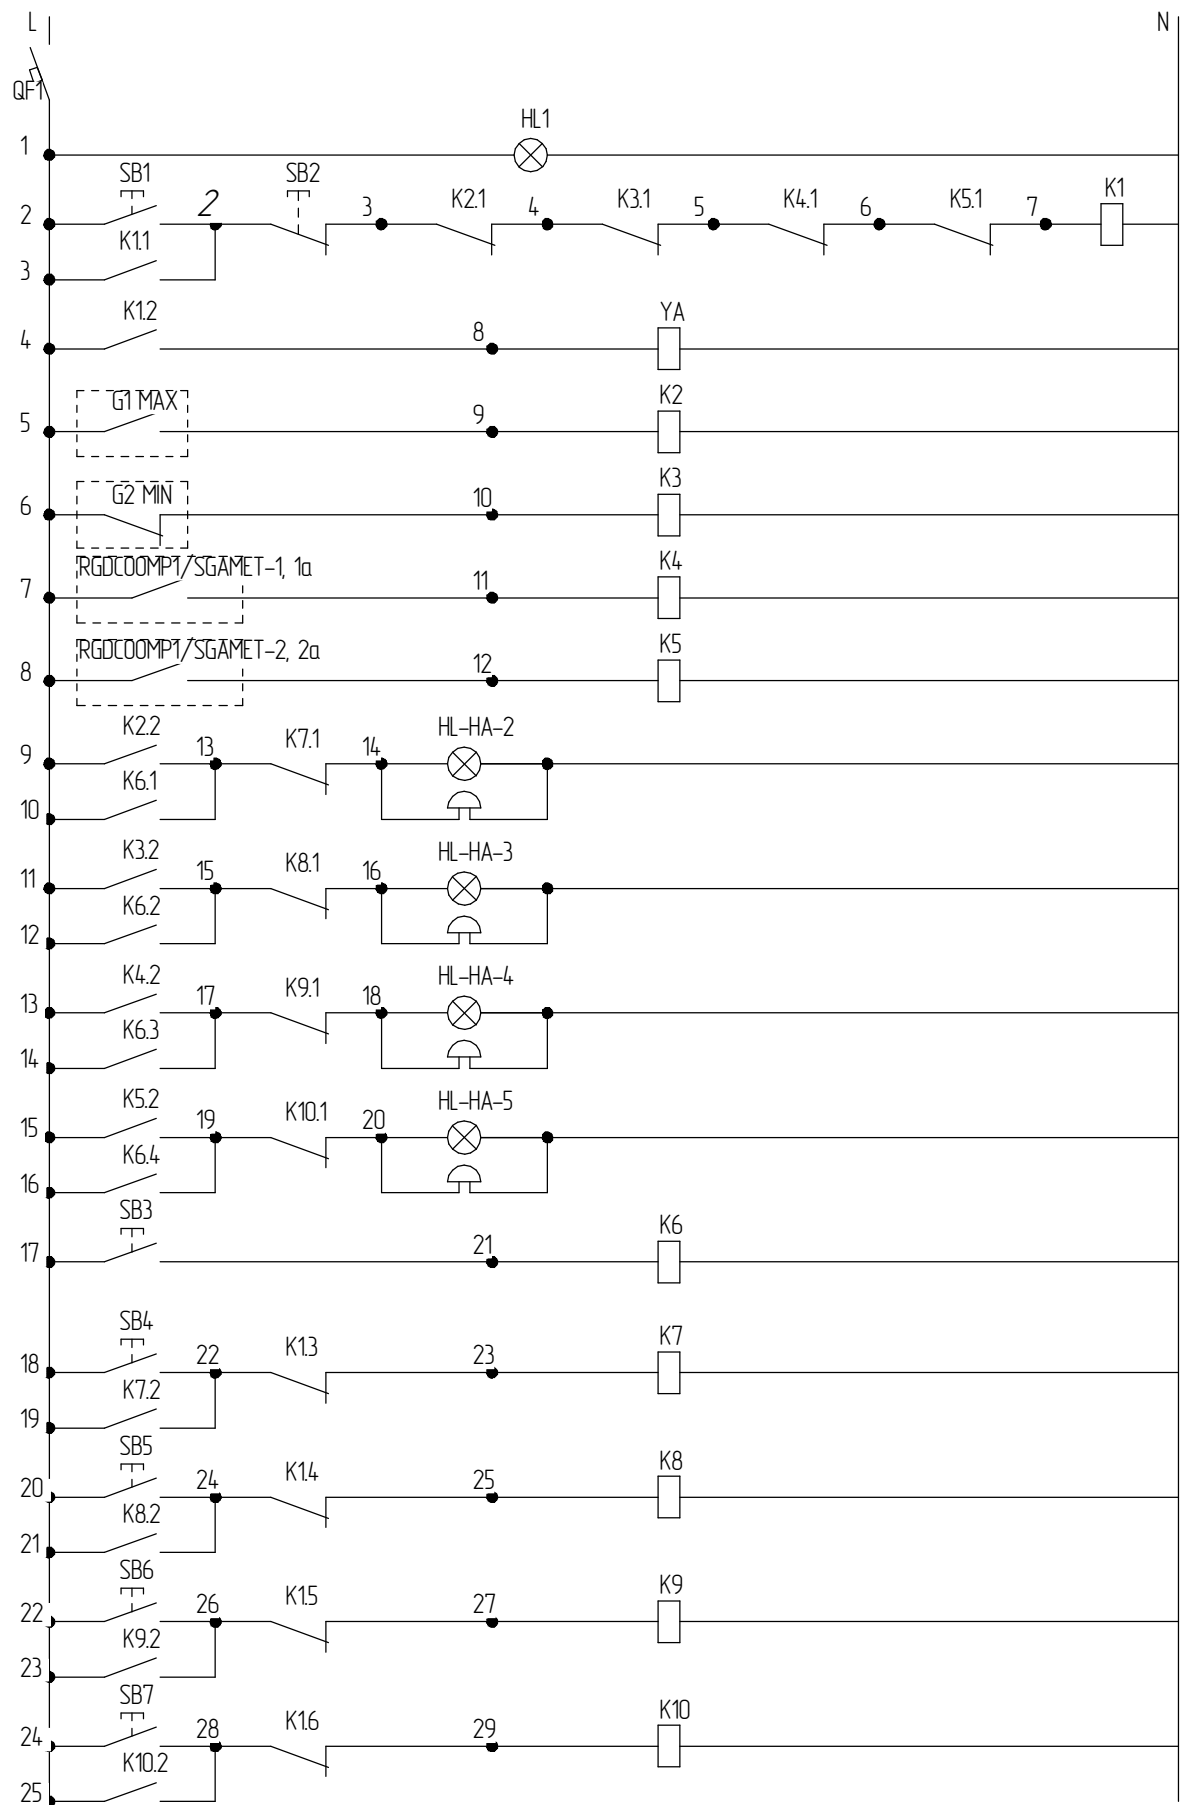 L N
QF1
HL1
1
SB1 SB2 K2.1 K3.1 K4.1 K5.1 K1
2 2 3 4 5 6 7
K1.1
3
K1.2 YA
4 8
G1 MAX K2
5 9
G2 MIN K3
6 10
RGDCOOMP1/SGAMET-1, 1a K4
7 11
RGDCOOMP1/SGAMET-2, 2a K5
8 12
K2.2 K7.1 HL-HA-2
9 13 14
K6.1
10
K3.2 K8.1 HL-HA-3
11 15 16
K6.2
12
K4.2 K9.1 HL-HA-4
13 17 18
K6.3
14
K5.2 K10.1 HL-HA-5
15 19 20
K6.4
16
SB3 K6
17 21
SB4 K1.3 K7
18 22 23
K7.2
19
SB5 K1.4 K8
20 24 25
K8.2
21
SB6 K1.5 K9
22 26 27
K9.2
23
SB7 K1.6 K10
24 28 29
K10.2
25